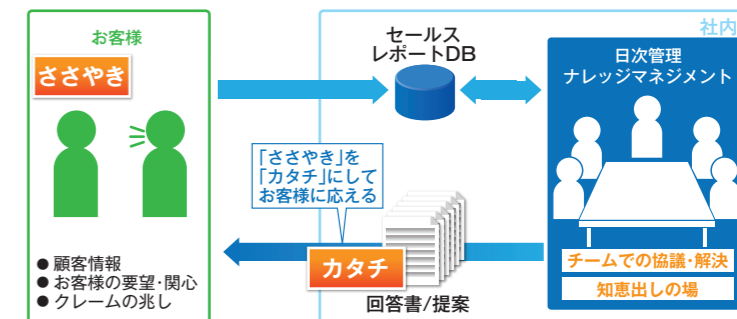 お客様
ささやき
● 顧客情報
● お客様の要望・関心
● クレームの兆し
社内
セールス
レポートDB
日次管理
ナレッジマネジメント
チームでの協議・解決
知恵出しの場
「ささやき」を
「カタチ」にして
お客様に応える
カタチ
回答書/提案